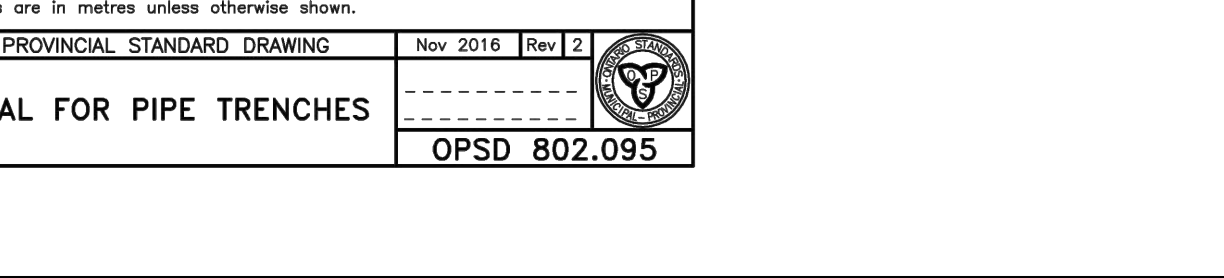 s are in metres unless otherwise shown.
PROVINCIAL STANDARD DRAWING
Nov 2016 Rev 2
AL FOR PIPE TRENCHES
ONTARIO STANDARDS
O P
S
MUNICIPAL - PROVINCIAL
OPSD 802.095